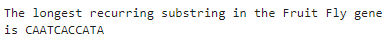 The longest recurring substring in the Fruit Fly gene
is CAATCACCATA